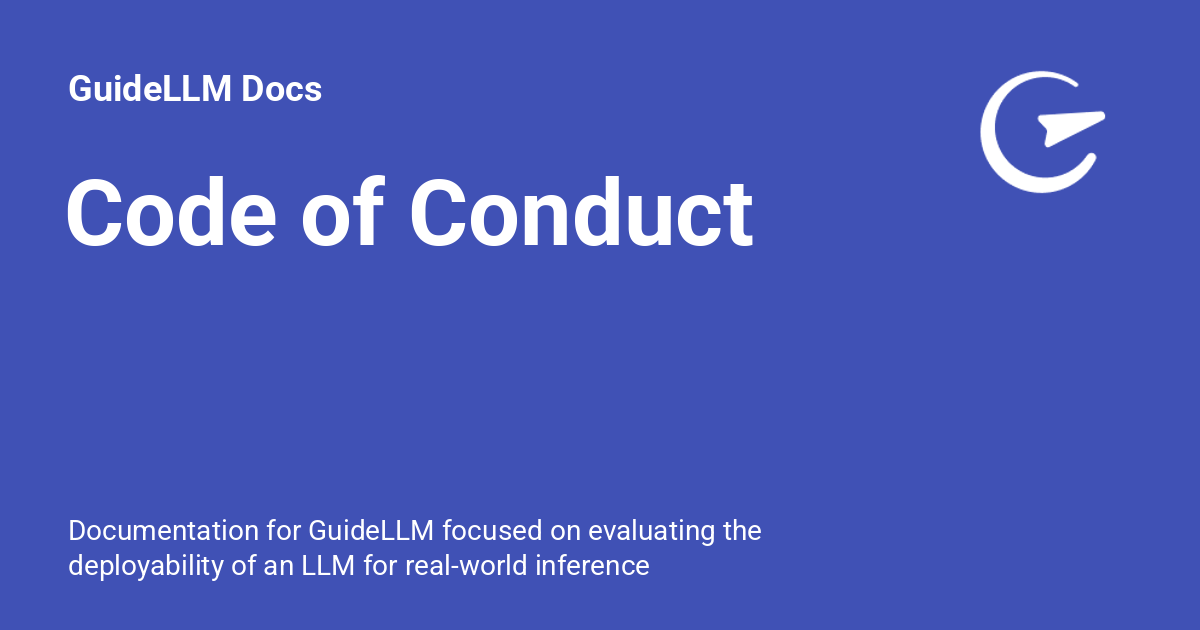 GuideLLM Docs
Code of Conduct
Documentation for GuideLLM focused on evaluating the
deployability of an LLM for real-world inference